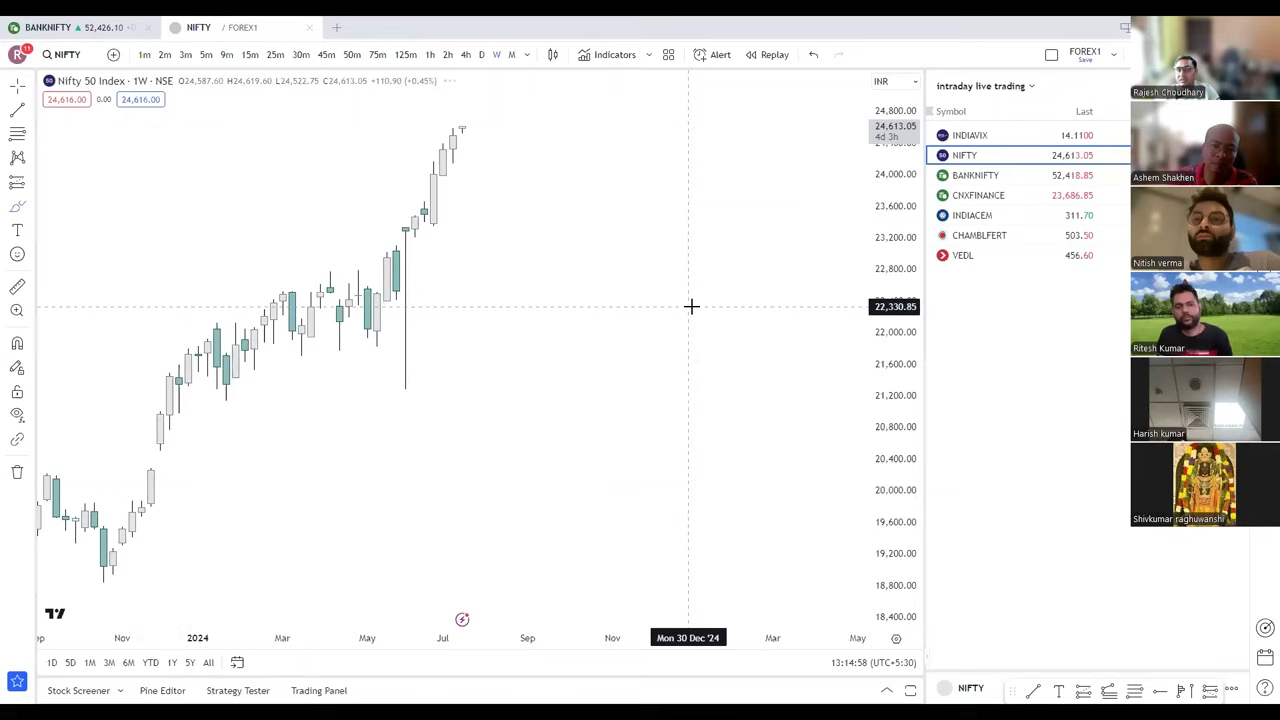 BANKNIFTY ▲ 52,426.10
NIFTY / FOREX1
R 11 NIFTY 1m 2m 3m 5m 9m 15m 25m 30m 45m 50m 75m 125m 1h 2h 4h D W M Indicators Alert Replay FOREX1
Save
Nifty 50 Index · 1W · NSE O24,587.60 H24,619.60 L24,522.75 C24,613.05 +110.90 (+0.45%)
24,616.00 0.00 24,616.00
INR
24,800.00
24,613.05
4d 3h
24,000.00
23,600.00
23,200.00
22,800.00
22,330.85
22,000.00
21,600.00
21,200.00
20,800.00
20,400.00
20,000.00
19,600.00
19,200.00
18,800.00
18,400.00
Nov 2024 Mar May Jul Sep Nov Mon 30 Dec '24 Mar May
1D 5D 1M 3M 6M YTD 1Y 5Y All
13:14:58 (UTC+5:30)
Stock Screener Pine Editor Strategy Tester Trading Panel
intraday live trading
Symbol Last
INDIAVIX 14.1100
NIFTY 24,613.05
BANKNIFTY 52,418.85
CNXFINANCE 23,686.85
INDIACEM 311.70
CHAMBLFERT 503.50
VEDL 456.60
NIFTY
Rajesh Choudhary
Ashem Shakhen
Nitish verma
Ritesh Kumar
Harish kumar
Shivkumar raghuwanshi